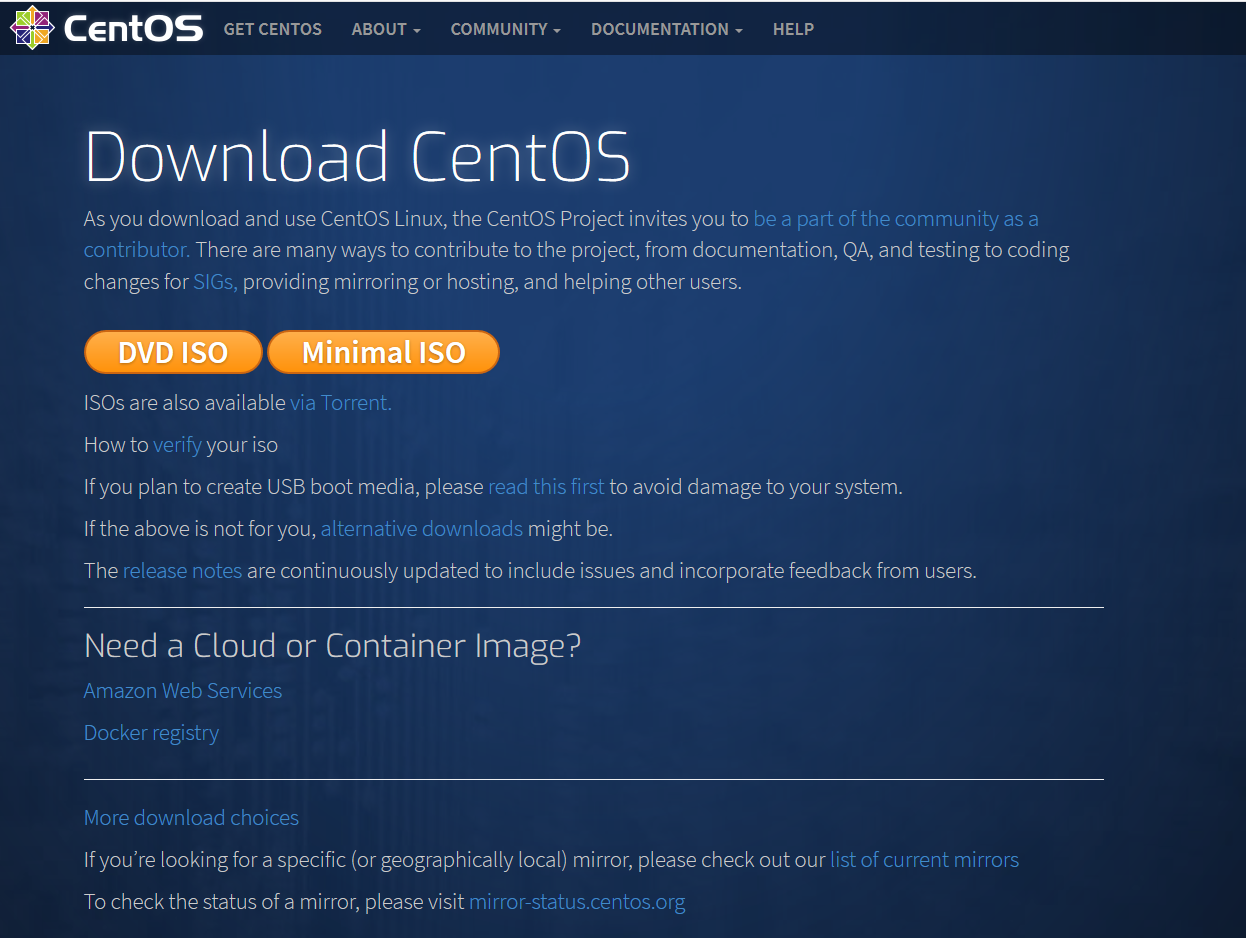 CentOS GET CENTOS ABOUT COMMUNITY DOCUMENTATION HELP
Download CentOS
As you download and use CentOS Linux, the CentOS Project invites you to be a part of the community as a
contributor. There are many ways to contribute to the project, from documentation, QA, and testing to coding
changes for SIGs, providing mirroring or hosting, and helping other users.
DVD ISO Minimal ISO
ISOs are also available via Torrent.
How to verify your iso
If you plan to create USB boot media, please read this first to avoid damage to your system.
If the above is not for you, alternative downloads might be.
The release notes are continuously updated to include issues and incorporate feedback from users.
Need a Cloud or Container Image?
Amazon Web Services
Docker registry
More download choices
If you’re looking for a specific (or geographically local) mirror, please check out our list of current mirrors
To check the status of a mirror, please visit mirror-status.centos.org